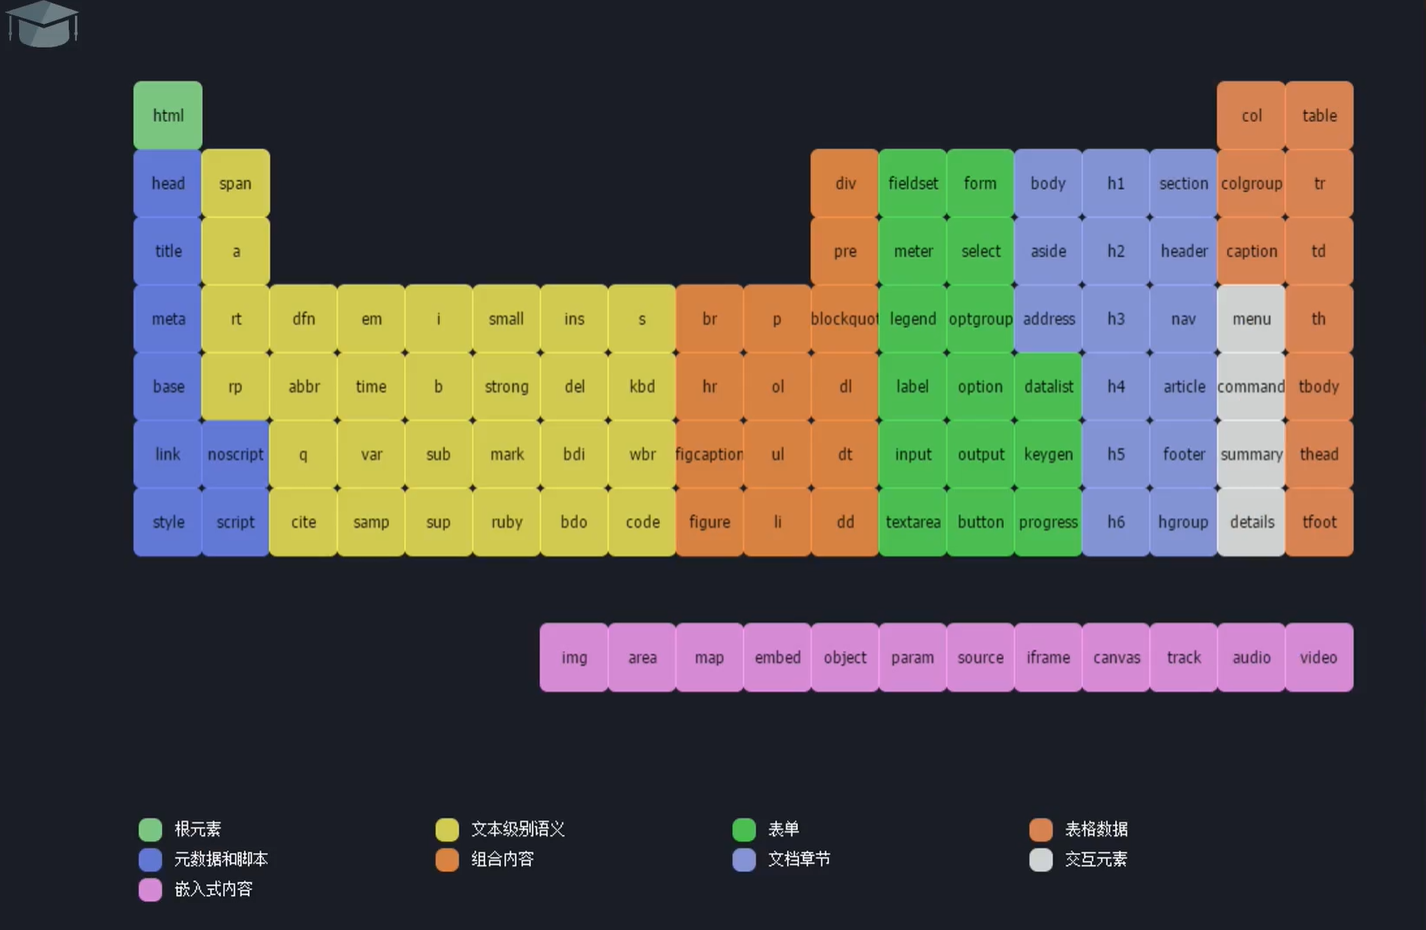 html col table
head span div fieldset form body h1 section colgroup tr
title a pre meter select aside h2 header caption td
meta rt dfn em i small ins s br p blockquot legend optgroup address h3 nav menu th
base rp abbr time b strong del kbd hr ol dl label option datalist h4 article command tbody
link noscript q var sub mark bdi wbr figcaption ul dt input output keygen h5 footer summary thead
style script cite samp sup ruby bdo code figure li dd textarea button progress h6 hgroup details tfoot
img area map embed object param source iframe canvas track audio video
根元素 文本级别语义 表单 表格数据
元数据和脚本 组合内容 文档章节 交互元素
嵌入式内容